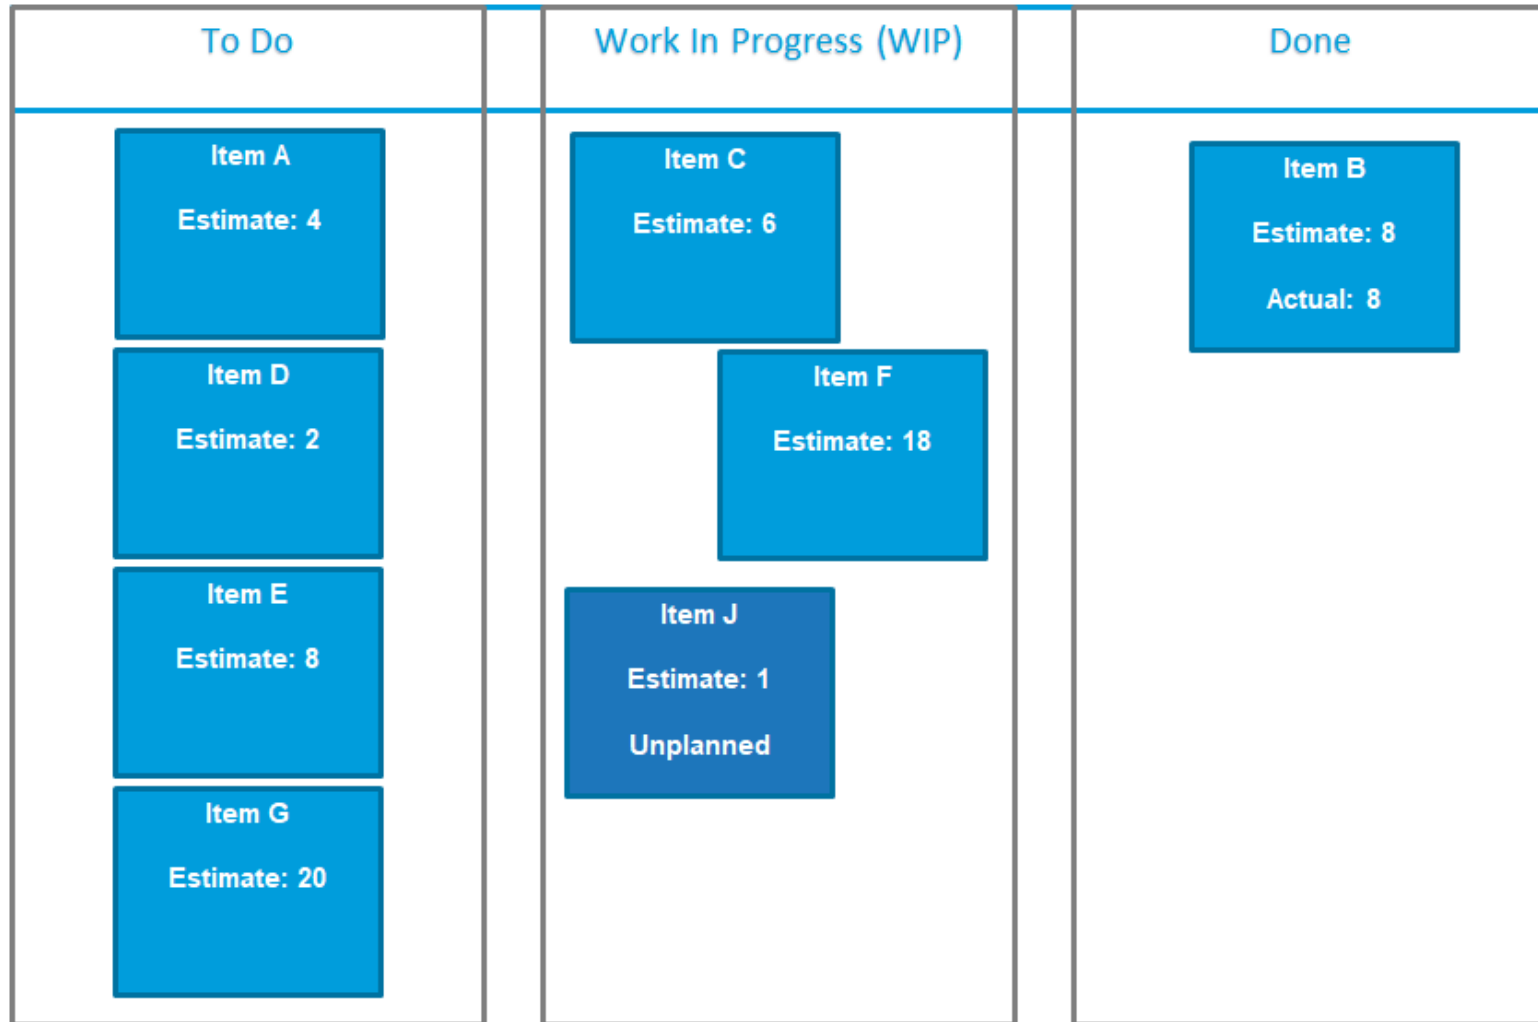 To Do
Item A
Estimate: 4
Item D
Estimate: 2
Item E
Estimate: 8
Item G
Estimate: 20
Work In Progress (WIP)
Item C
Estimate: 6
Item F
Estimate: 18
Item J
Estimate: 1
Unplanned
Done
Item B
Estimate: 8
Actual: 8